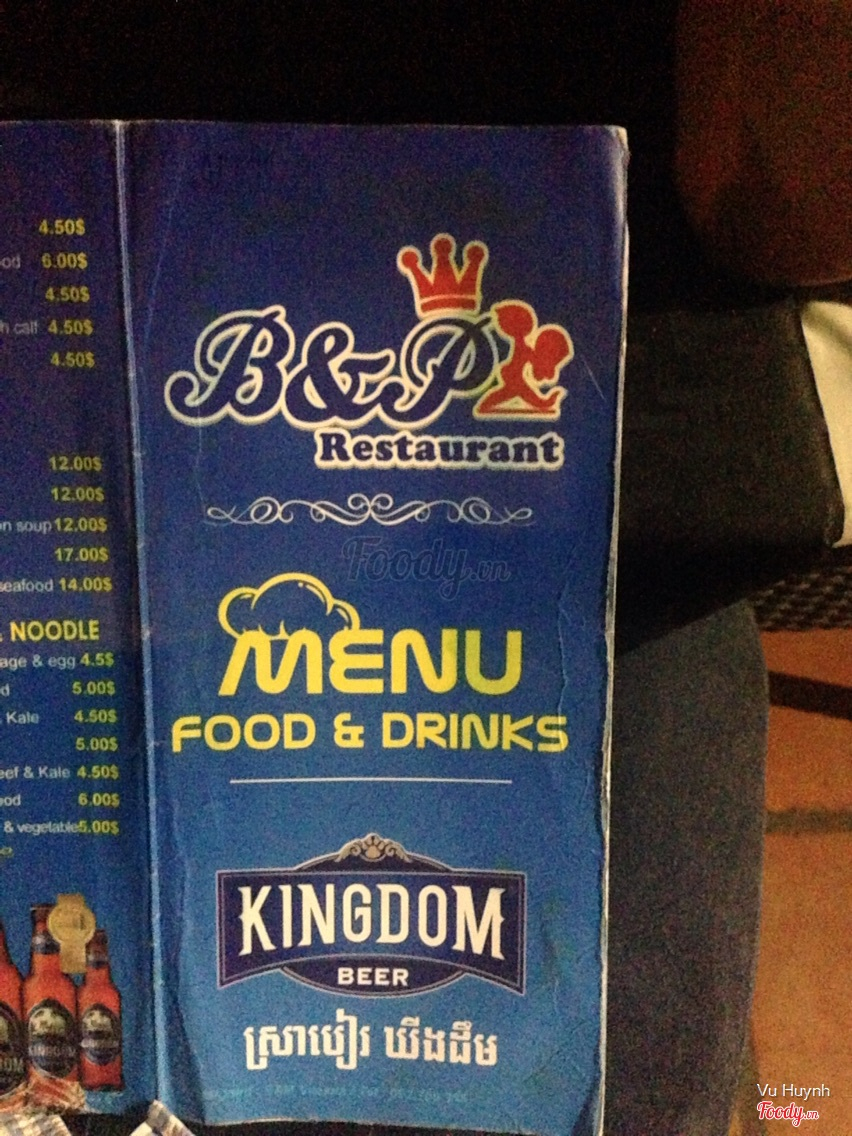 4.50$
od 6.00$
4.50$
h calf 4.50$
4.50$
12.00$
12.00$
on soup 12.00$
17.00$
seafood 14.00$
NOODLE
age & egg 4.5$
d 5.00$
Kale 4.50$
5.00$
eef & Kale 4.50$
ood 6.00$
& vegetable 5.00$
KINGDOM
B&P
Restaurant
Foody.vn
MENU
FOOD & DRINKS
KINGDOM
BEER
ស្រាបៀរ ឃីងដឹម
Vu Huynh
Foody.vn